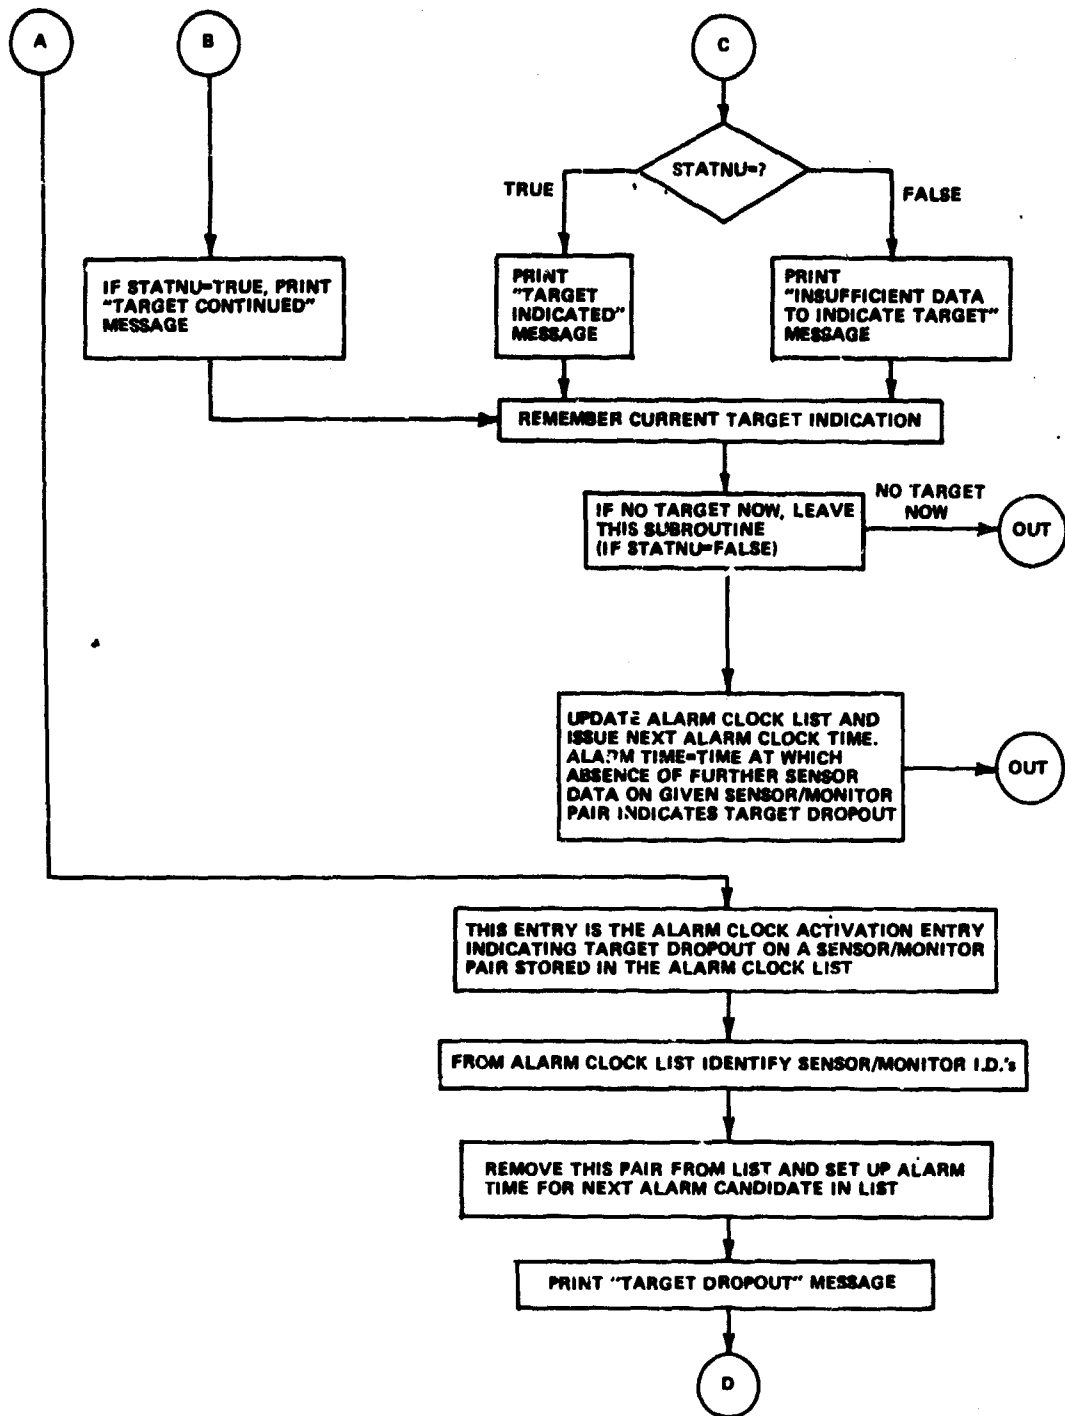 A
B
C
STATNU=?
TRUE
FALSE
IF STATNU=TRUE, PRINT
"TARGET CONTINUED"
MESSAGE
PRINT
"TARGET
INDICATED"
MESSAGE
PRINT
"INSUFFICIENT DATA
TO INDICATE TARGET"
MESSAGE
REMEMBER CURRENT TARGET INDICATION
IF NO TARGET NOW, LEAVE
THIS SUBROUTINE
(IF STATNU=FALSE)
NO TARGET
NOW
OUT
UPDATE ALARM CLOCK LIST AND
ISSUE NEXT ALARM CLOCK TIME.
ALARM TIME=TIME AT WHICH
ABSENCE OF FURTHER SENSOR
DATA ON GIVEN SENSOR/MONITOR
PAIR INDICATES TARGET DROPOUT
OUT
THIS ENTRY IS THE ALARM CLOCK ACTIVATION ENTRY
INDICATING TARGET DROPOUT ON A SENSOR/MONITOR
PAIR STORED IN THE ALARM CLOCK LIST
FROM ALARM CLOCK LIST IDENTIFY SENSOR/MONITOR I.D.'s
REMOVE THIS PAIR FROM LIST AND SET UP ALARM
TIME FOR NEXT ALARM CANDIDATE IN LIST
PRINT "TARGET DROPOUT" MESSAGE
D